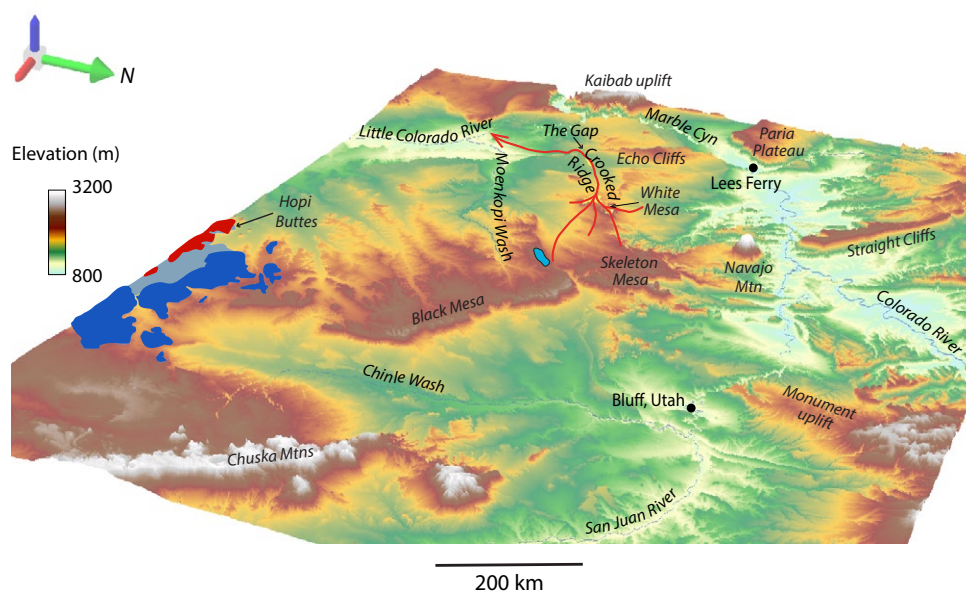 N
Kaibab uplift
Little Colorado River
The Gap
Marble Cyn
Paria
Plateau
Elevation (m)
3200
800
Crooked
Ridge
Echo Cliffs
Lees Ferry
Moenkopi Wash
White
Mesa
Hopi
Buttes
Straight Cliffs
Skeleton
Mesa
Navajo
Mtn
Black Mesa
Colorado River
Chinle Wash
Bluff, Utah
Monument
uplift
Chuska Mtns
San Juan River
200 km